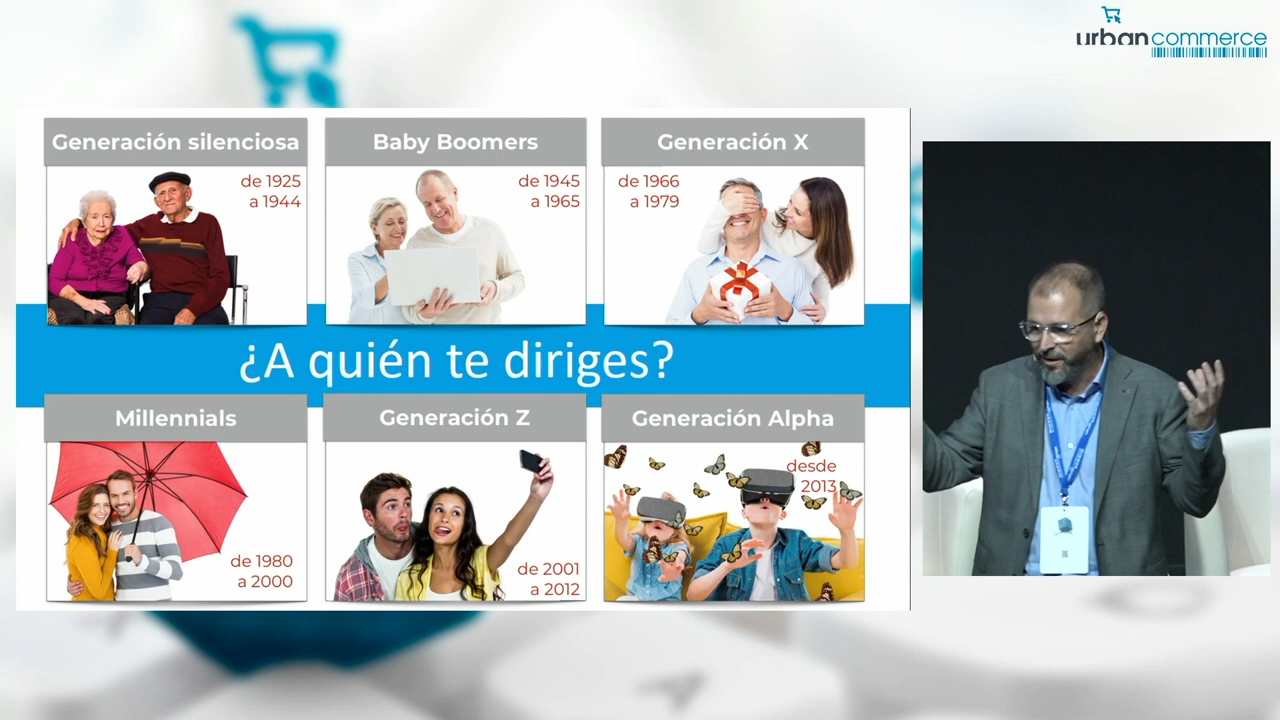 urbancommerce
Generación silenciosa
de 1925
a 1944
Baby Boomers
de 1945
a 1965
Generación X
de 1966
a 1979
¿A quién te diriges?
Millennials
de 1980
a 2000
Generación Z
de 2001
a 2012
Generación Alpha
desde
2013